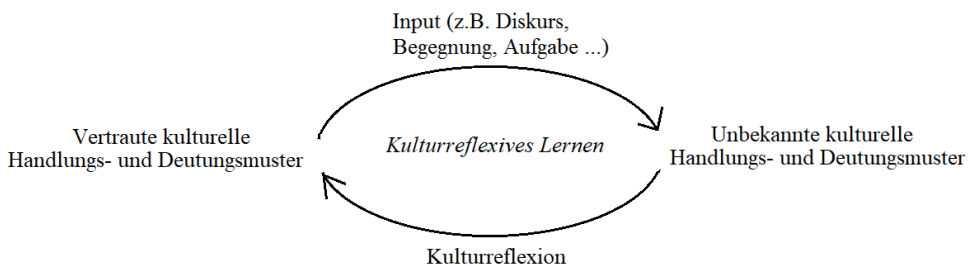 Input (z.B. Diskurs,
Begegnung, Aufgabe ...)
Vertraute kulturelle
Handlungs- und Deutungsmuster
Kulturreflexives Lernen
Unbekannte kulturelle
Handlungs- und Deutungsmuster
Kulturreflexion